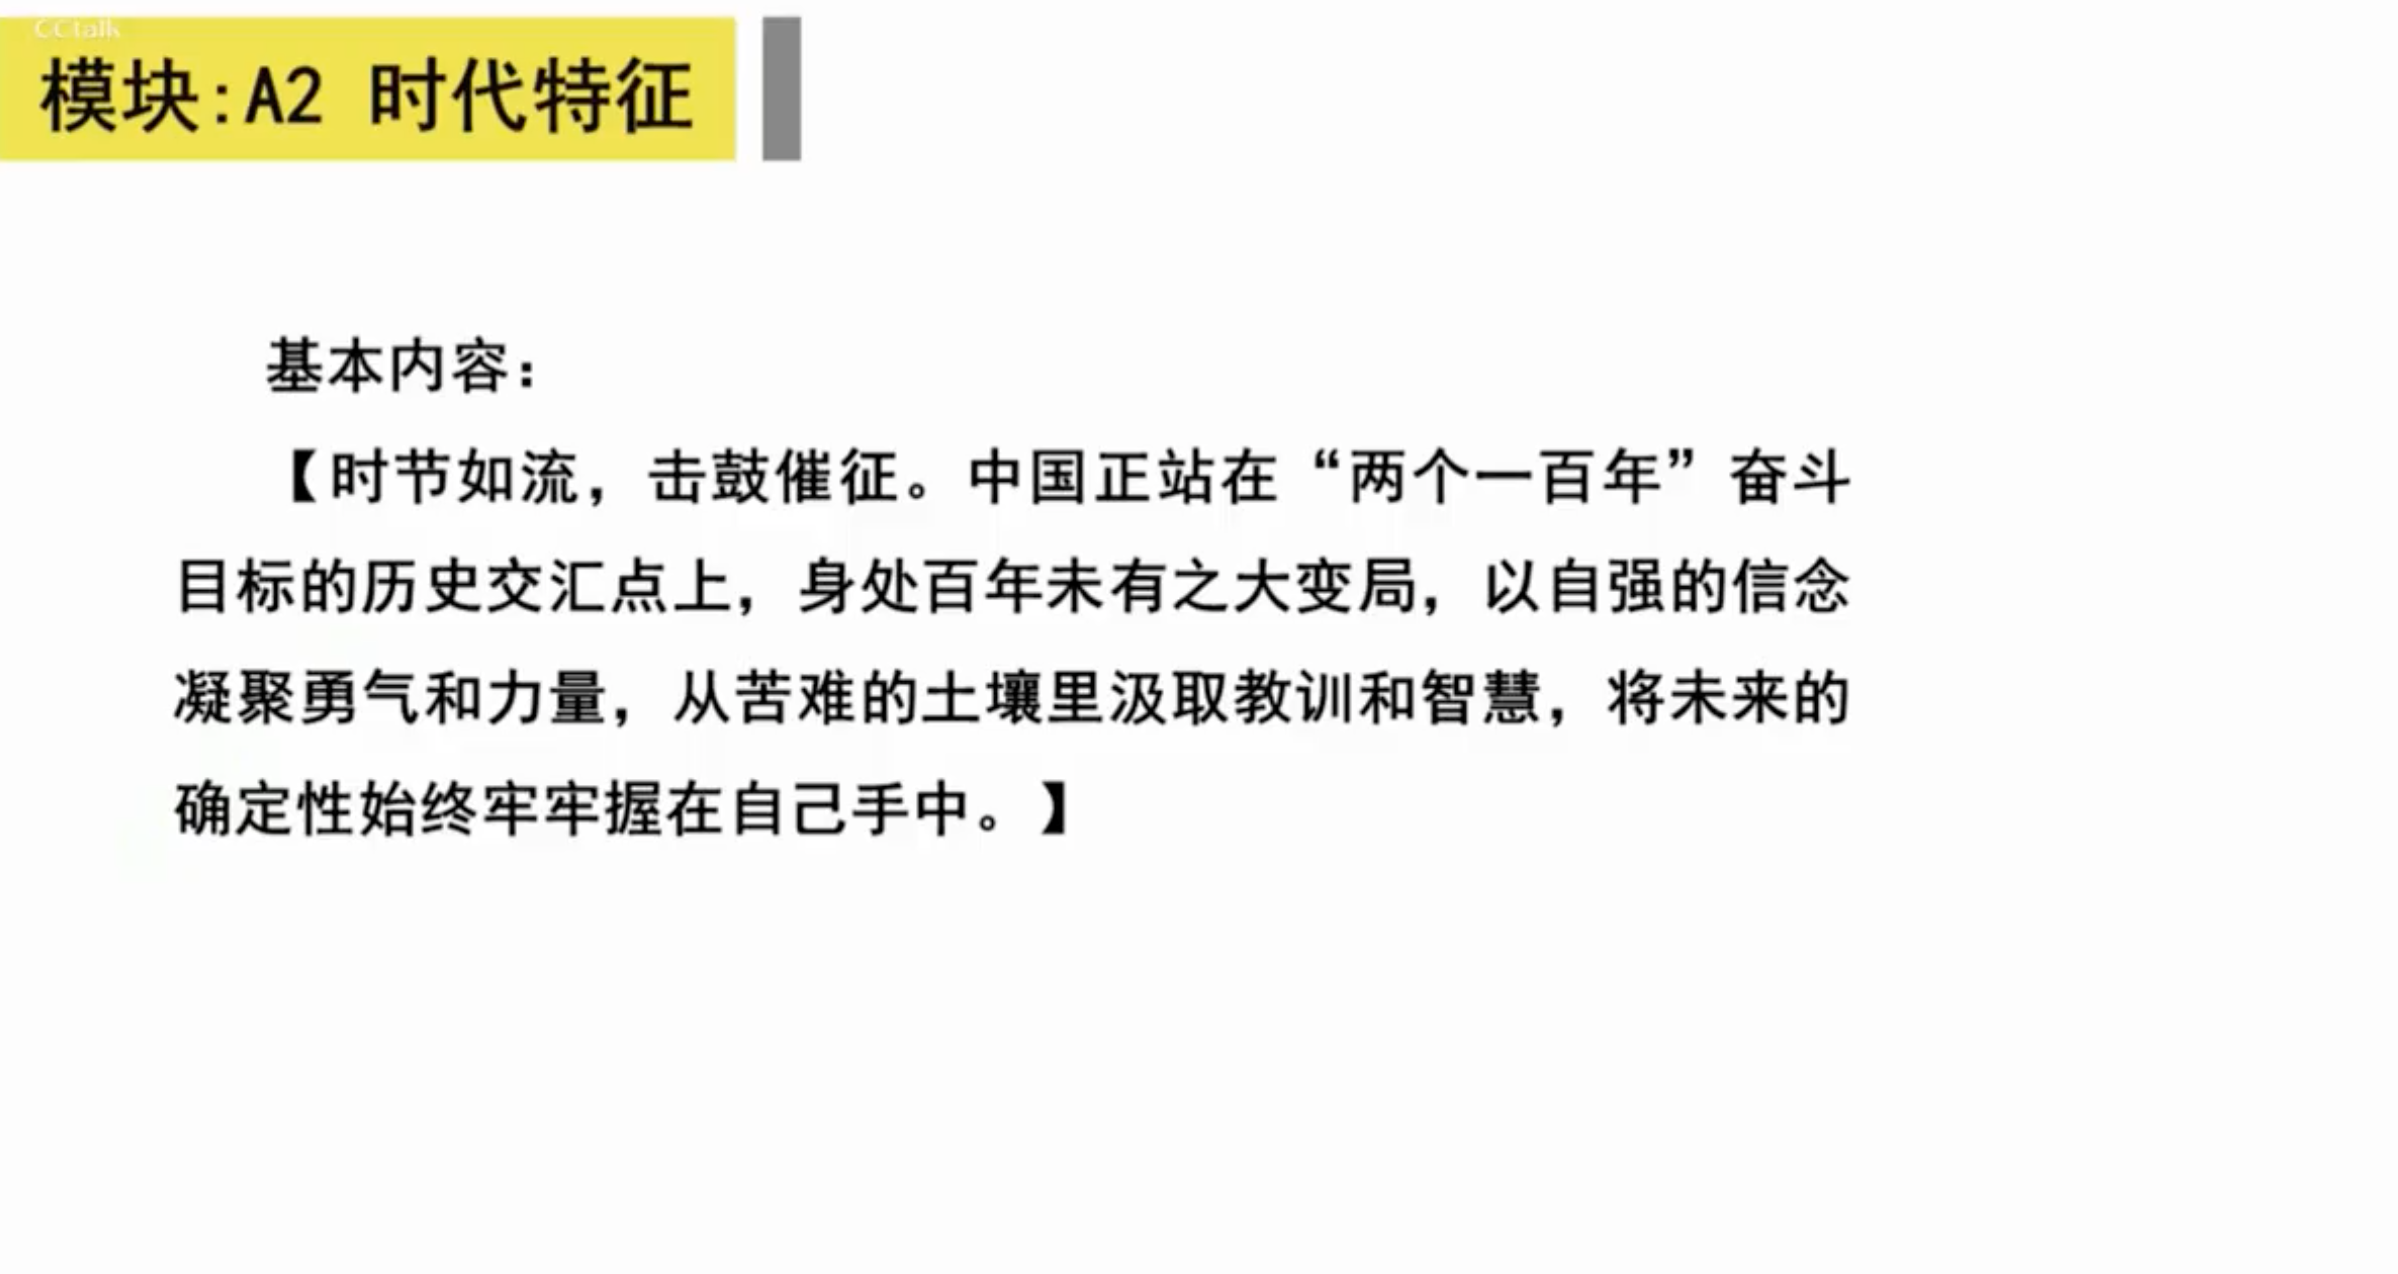 CCtalk
模块:A2 时代特征
基本内容：
【时节如流，击鼓催征。中国正站在“两个一百年”奋斗
目标的历史交汇点上，身处百年未有之大变局，以自强的信念
凝聚勇气和力量，从苦难的土壤里汲取教训和智慧，将未来的
确定性始终牢牢握在自己手中。】